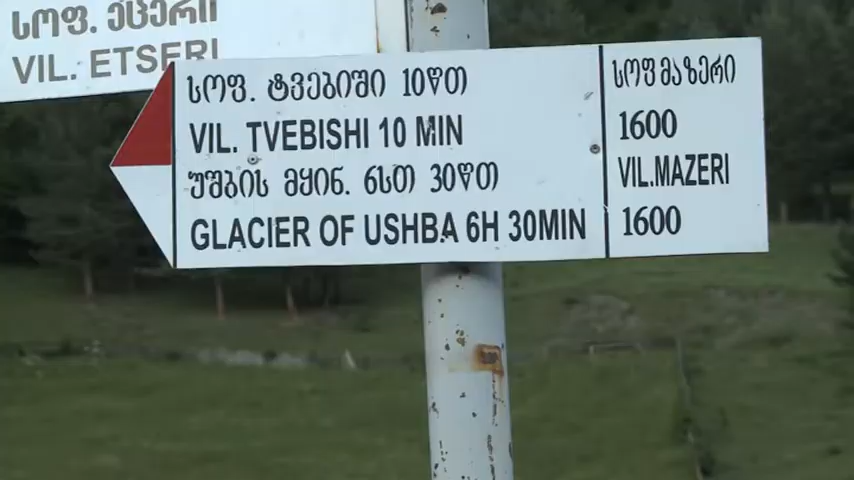 სოფ. ეცერი
VIL. ETSERI
სოფ. ტვებიში 10წთ
VIL. TVEBISHI 10 MIN
უშბის მყინ. 6სთ 30წთ
GLACIER OF USHBA 6H 30MIN
სოფ მაზერი
1600
VIL.MAZERI
1600